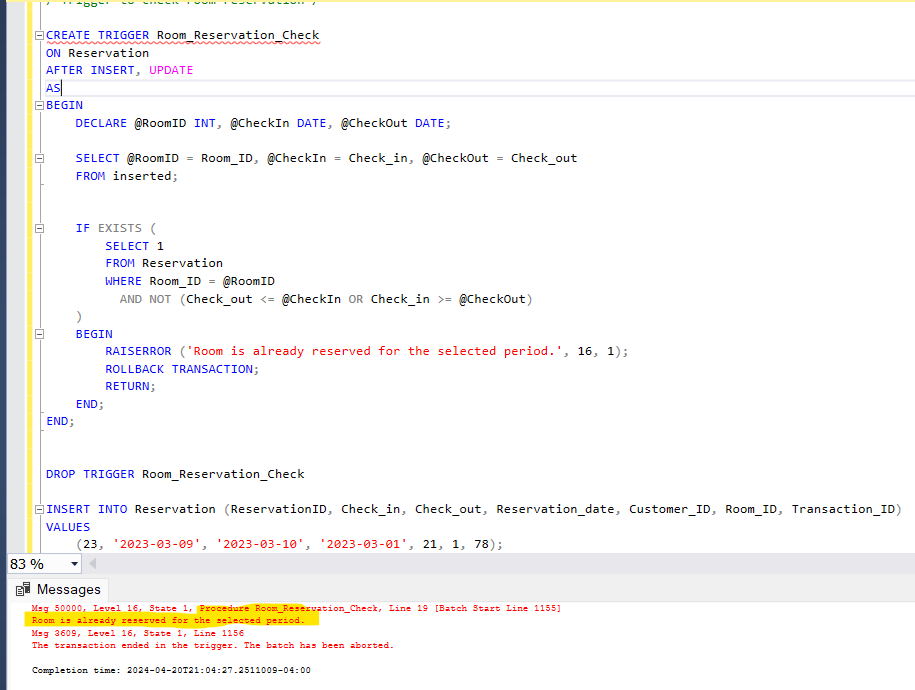 /*Trigger to check room reservation*/
CREATE TRIGGER Room_Reservation_Check
ON Reservation
AFTER INSERT, UPDATE
AS
BEGIN
DECLARE @RoomID INT, @CheckIn DATE, @CheckOut DATE;
SELECT @RoomID = Room_ID, @CheckIn = Check_in, @CheckOut = Check_out
FROM inserted;
IF EXISTS (
SELECT 1
FROM Reservation
WHERE Room_ID = @RoomID
AND NOT (Check_out <= @CheckIn OR Check_in >= @CheckOut)
)
BEGIN
RAISERROR ('Room is already reserved for the selected period.', 16, 1);
ROLLBACK TRANSACTION;
RETURN;
END;
END;
DROP TRIGGER Room_Reservation_Check
INSERT INTO Reservation (ReservationID, Check_in, Check_out, Reservation_date, Customer_ID, Room_ID, Transaction_ID)
VALUES
(23, '2023-03-09', '2023-03-10', '2023-03-01', 21, 1, 78);
83 %
Messages
Msg 50000, Level 16, State 1, Procedure Room_Reservation_Check, Line 19 [Batch Start Line 1155]
Room is already reserved for the selected period.
Msg 3609, Level 16, State 1, Line 1156
The transaction ended in the trigger. The batch has been aborted.
Completion time: 2024-04-20T21:04:27.2511009-04:00